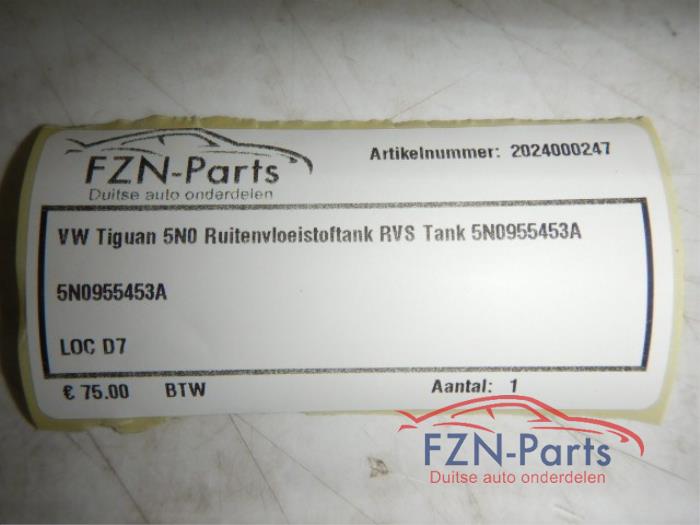 FZN-Parts
Duitse auto onderdelen
Artikelnummer: 2024000247
VW Tiguan 5N0 Ruitenvloeistoftank RVS Tank 5N0955453A
5N0955453A
LOC D7
€ 75.00 BTW Aantal: 1
FZN-Parts
Duitse auto onderdelen